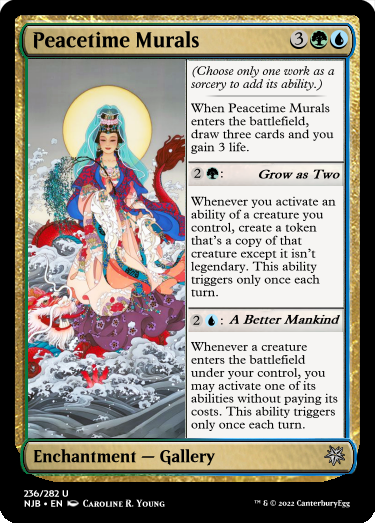 Peacetime Murals 3
(Choose only one work as a
sorcery to add its ability.)
When Peacetime Murals
enters the battlefield,
draw three cards and you
gain 3 life.
2 : Grow as Two
Whenever you activate an
ability of a creature you
control, create a token
that's a copy of that
creature except it isn't
legendary. This ability
triggers only once each
turn.
2 : A Better Mankind
Whenever a creature
enters the battlefield
under your control, you
may activate one of its
abilities without paying its
costs. This ability triggers
only once each turn.
Enchantment — Gallery
236/282 U
NJB • EN Caroline R. Young
™ & © 2022 CanterburyEgg